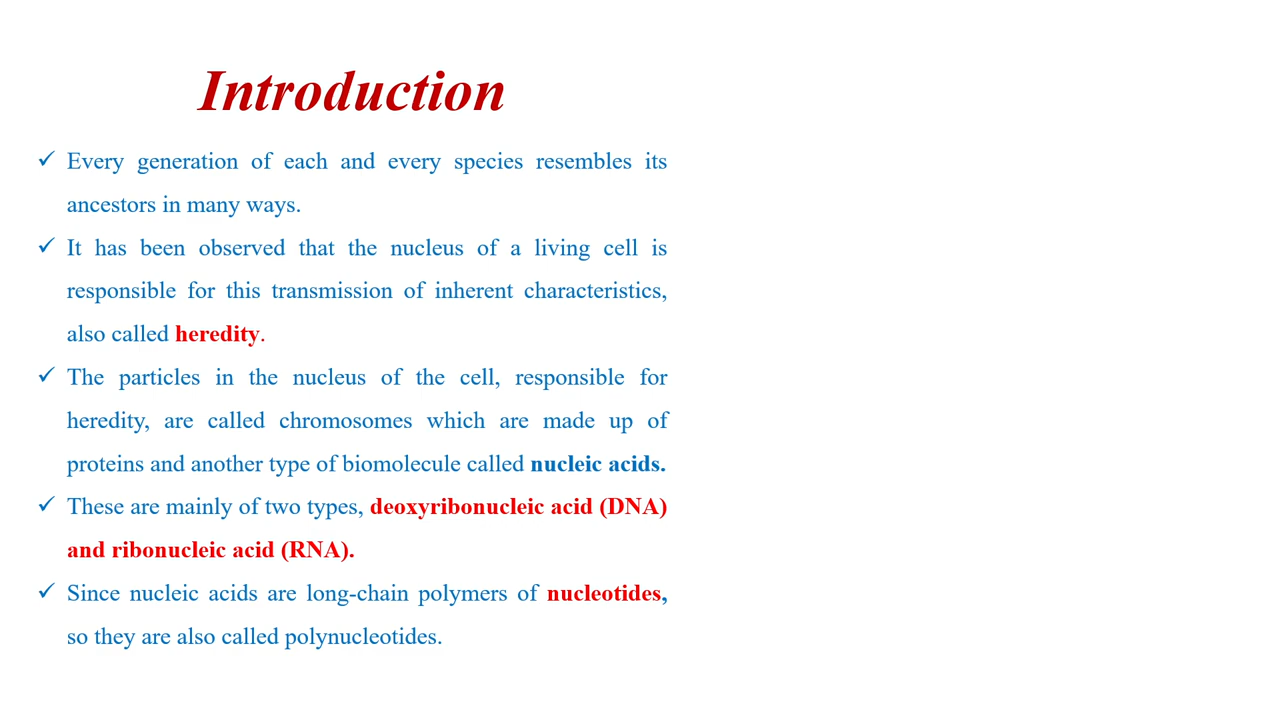 Introduction
✓ Every generation of each and every species resembles its
ancestors in many ways.
✓ It has been observed that the nucleus of a living cell is
responsible for this transmission of inherent characteristics,
also called heredity.
✓ The particles in the nucleus of the cell, responsible for
heredity, are called chromosomes which are made up of
proteins and another type of biomolecule called nucleic acids.
✓ These are mainly of two types, deoxyribonucleic acid (DNA)
and ribonucleic acid (RNA).
✓ Since nucleic acids are long-chain polymers of nucleotides,
so they are also called polynucleotides.